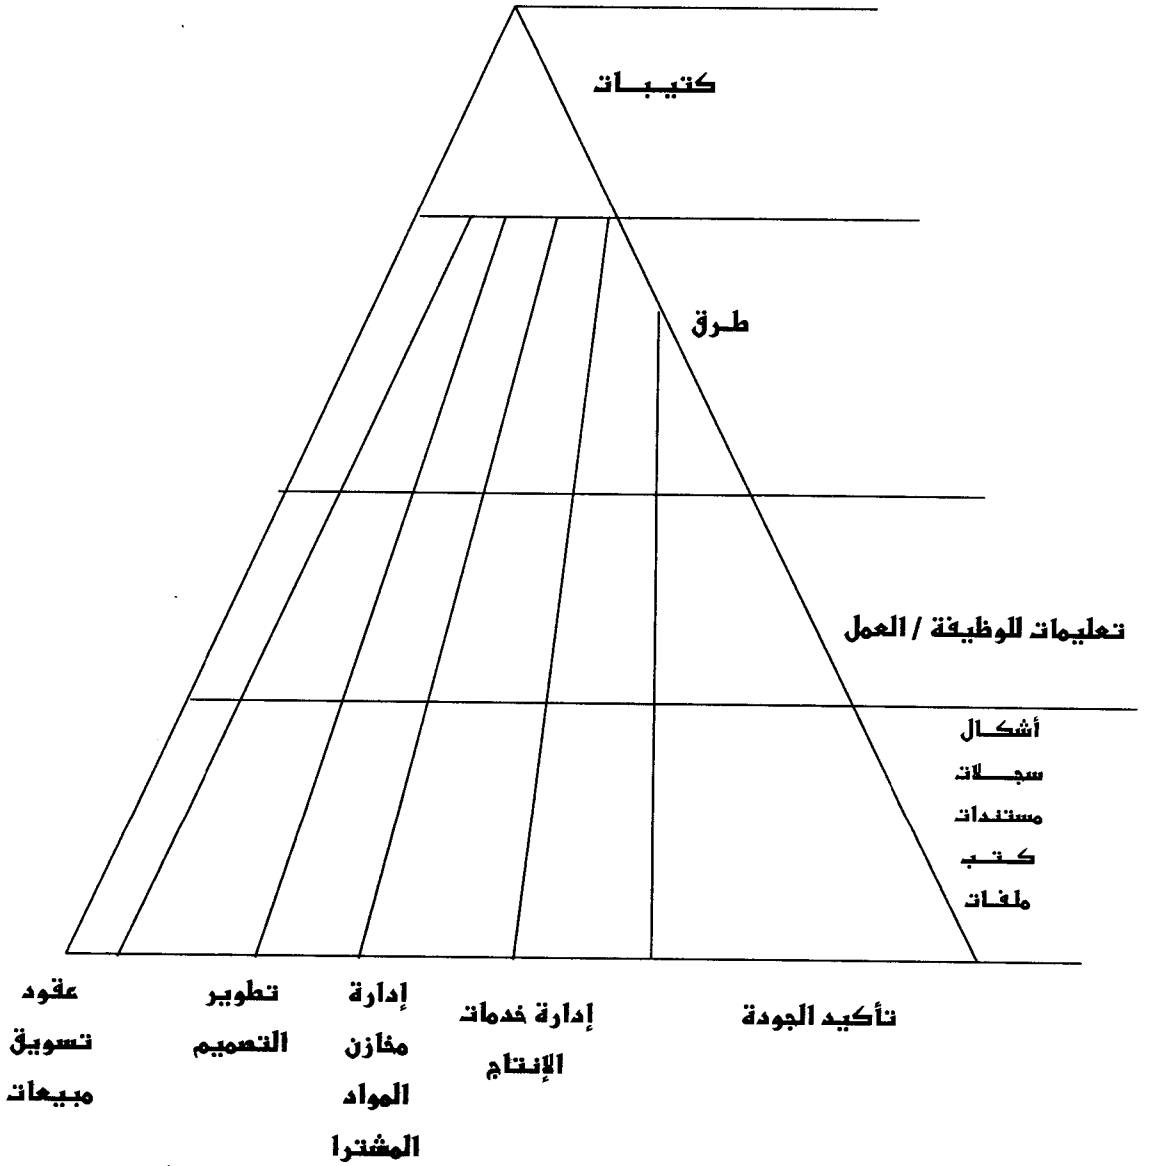 كتيبات
طرق
تعليمات للوظيفة / العمل
أشكال
سجلات
مستندات
كتب
ملفات
تأكيد الجودة
إدارة خدمات
الإنتاج
إدارة
مخازن
المواد
المشترا
تطوير
التصميم
عقود
تسويق
مبيعات